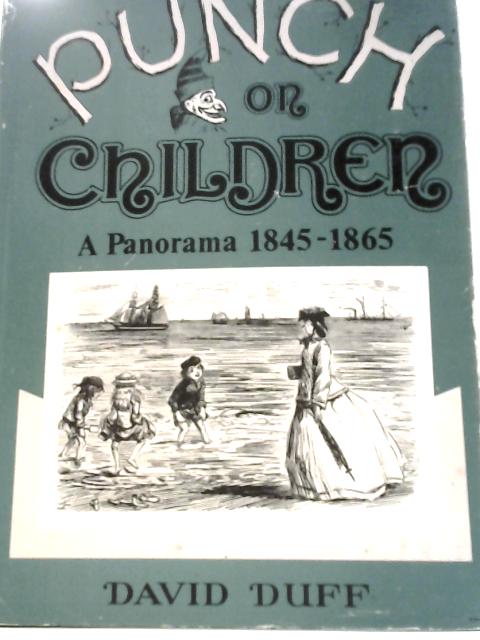 PUNCH
on
CHILDREN
A Panorama 1845-1865
DAVID DUFF